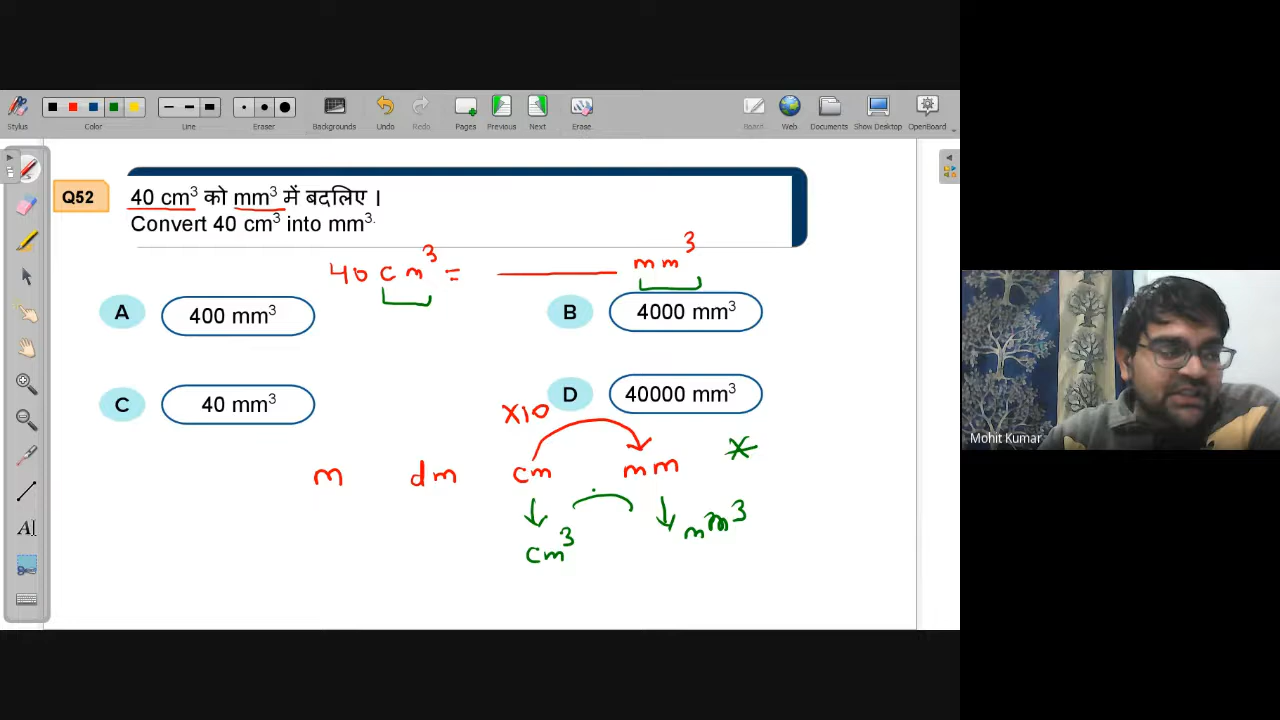 Stylus Color Line Eraser Backgrounds Undo Redo Pages Previous Next Erase Board Web Documents Show Desktop OpenBoard
Q52
40 cm³ को mm³ में बदलिए ।
Convert 40 cm³ into mm³.
40 cm³ = ________ mm³
A 400 mm³
B 4000 mm³
C 40 mm³
D 40000 mm³
X10
m dm cm mm
cm³ mm³
Mohit Kumar